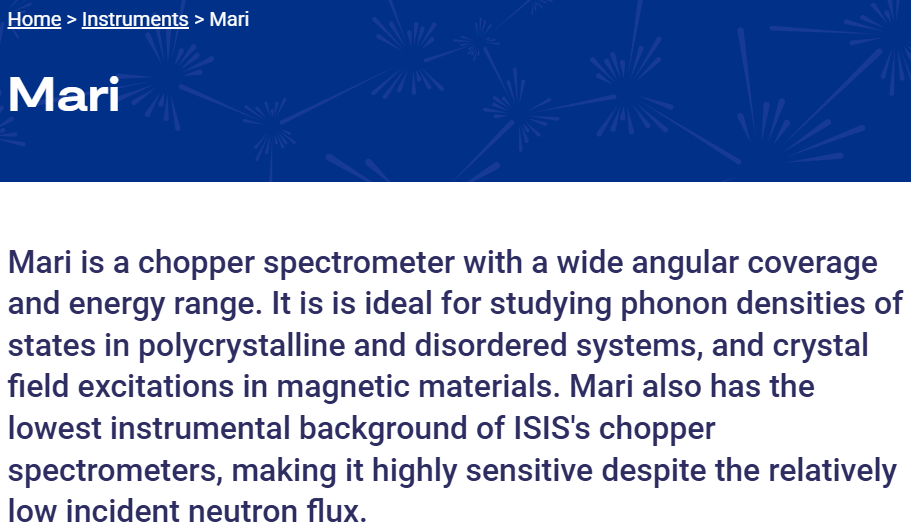 Home > Instruments > Mari
Mari
Mari is a chopper spectrometer with a wide angular coverage
and energy range. It is is ideal for studying phonon densities of
states in polycrystalline and disordered systems, and crystal
field excitations in magnetic materials. Mari also has the
lowest instrumental background of ISIS's chopper
spectrometers, making it highly sensitive despite the relatively
low incident neutron flux.